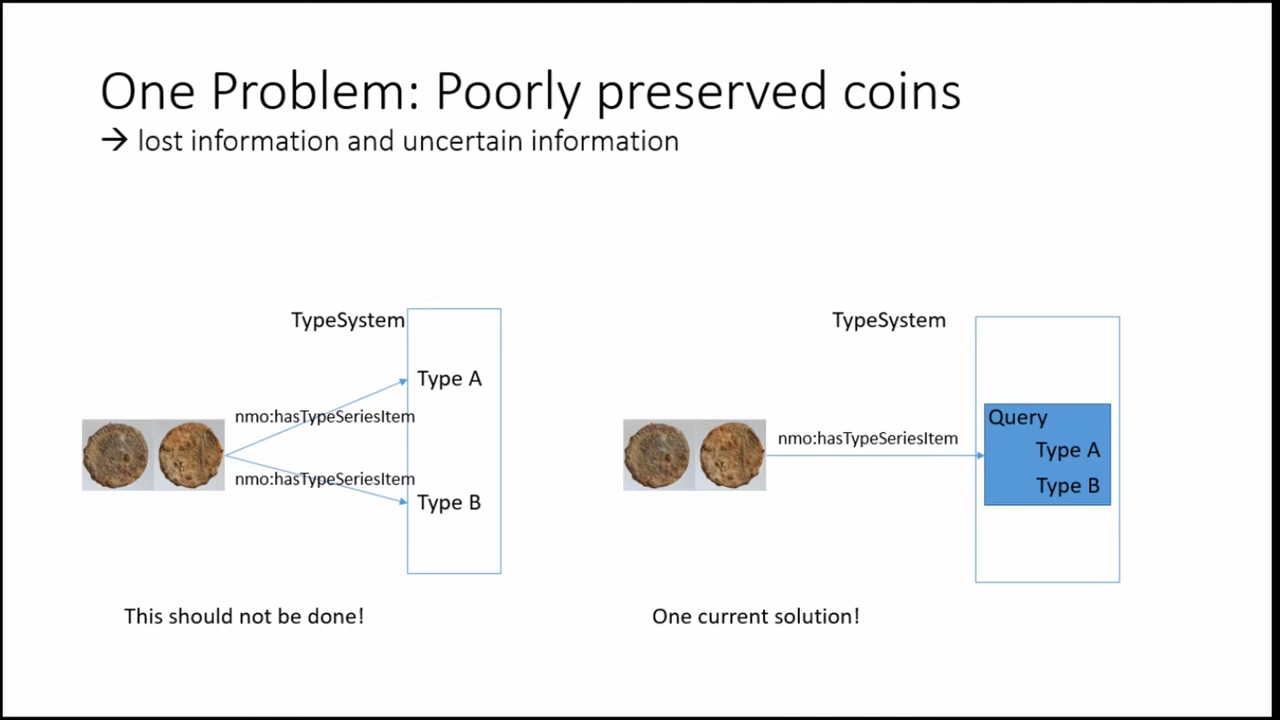 One Problem: Poorly preserved coins
→ lost information and uncertain information
TypeSystem
Type A
nmo:hasTypeSeriesItem
nmo:hasTypeSeriesItem
Type B
This should not be done!
TypeSystem
Query
nmo:hasTypeSeriesItem
Type A
Type B
One current solution!